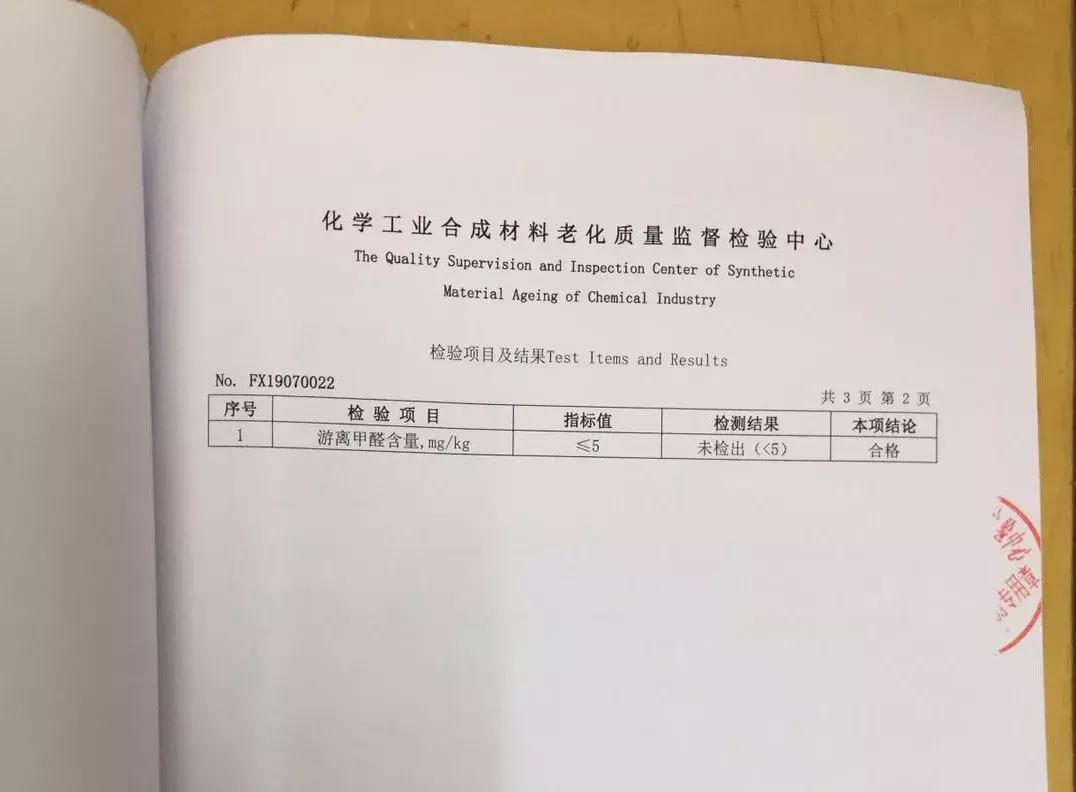 化学工业合成材料老化质量监督检验中心
The Quality Supervision and Inspection Center of Synthetic
Material Ageing of Chemical Industry
检验项目及结果Test Items and Results
No. FX19070022
共 3 页 第 2 页
序号 检验项目 指标值 检测结果 本项结论
1 游离甲醛含量,mg/kg ≤5 未检出(<5) 合格
验中心
章